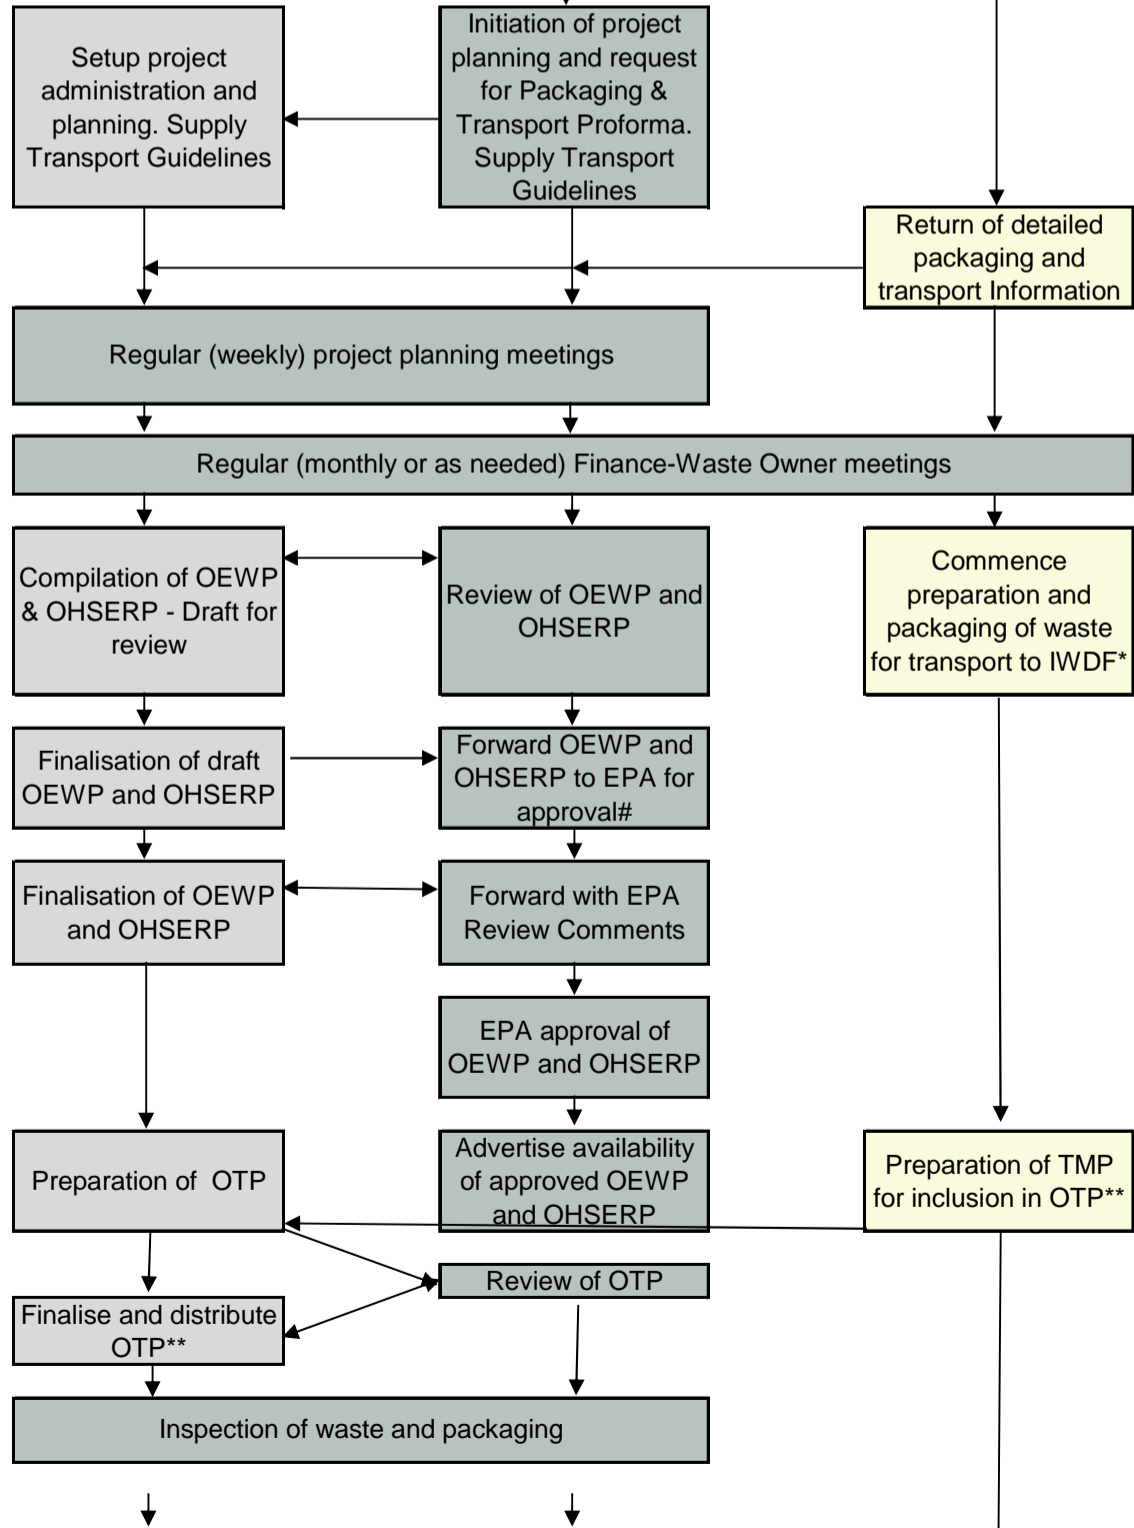 Setup project
administration and
planning. Supply
Transport Guidelines
Initiation of project
planning and request
for Packaging &
Transport Proforma.
Supply Transport
Guidelines
Return of detailed
packaging and
transport Information
Regular (weekly) project planning meetings
Regular (monthly or as needed) Finance-Waste Owner meetings
Compilation of OEWP
& OHSERP - Draft for
review
Review of OEWP and
OHSERP
Commence
preparation and
packaging of waste
for transport to IWDF*
Finalisation of draft
OEWP and OHSERP
Forward OEWP and
OHSERP to EPA for
approval#
Finalisation of OEWP
and OHSERP
Forward with EPA
Review Comments
EPA approval of
OEWP and OHSERP
Preparation of  OTP
Advertise availability
of approved OEWP
and OHSERP
Preparation of TMP
for inclusion in OTP**
Review of OTP
Finalise and distribute
OTP**
Inspection of waste and packaging